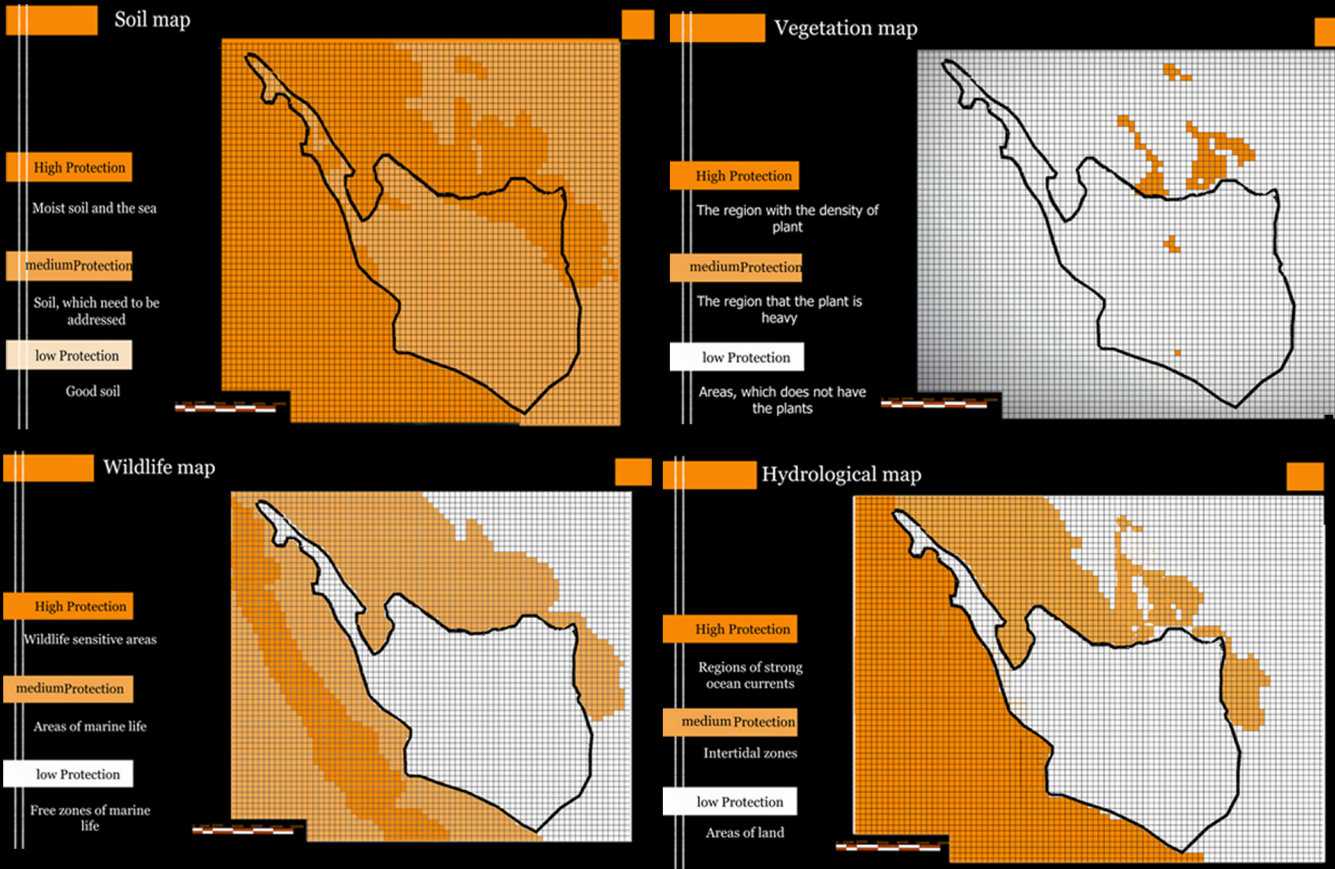 Soil map
High Protection
Moist soil and the sea
mediumProtection
Soil, which need to be
addressed
low Protection
Good soil
Vegetation map
High Protection
The region with the density of
plant
mediumProtection
The region that the plant is
heavy
low Protection
Areas, which does not have
the plants
Wildlife map
High Protection
Wildlife sensitive areas
mediumProtection
Areas of marine life
low Protection
Free zones of marine
life
Hydrological map
High Protection
Regions of strong
ocean currents
medium Protection
Intertidal zones
low Protection
Areas of land